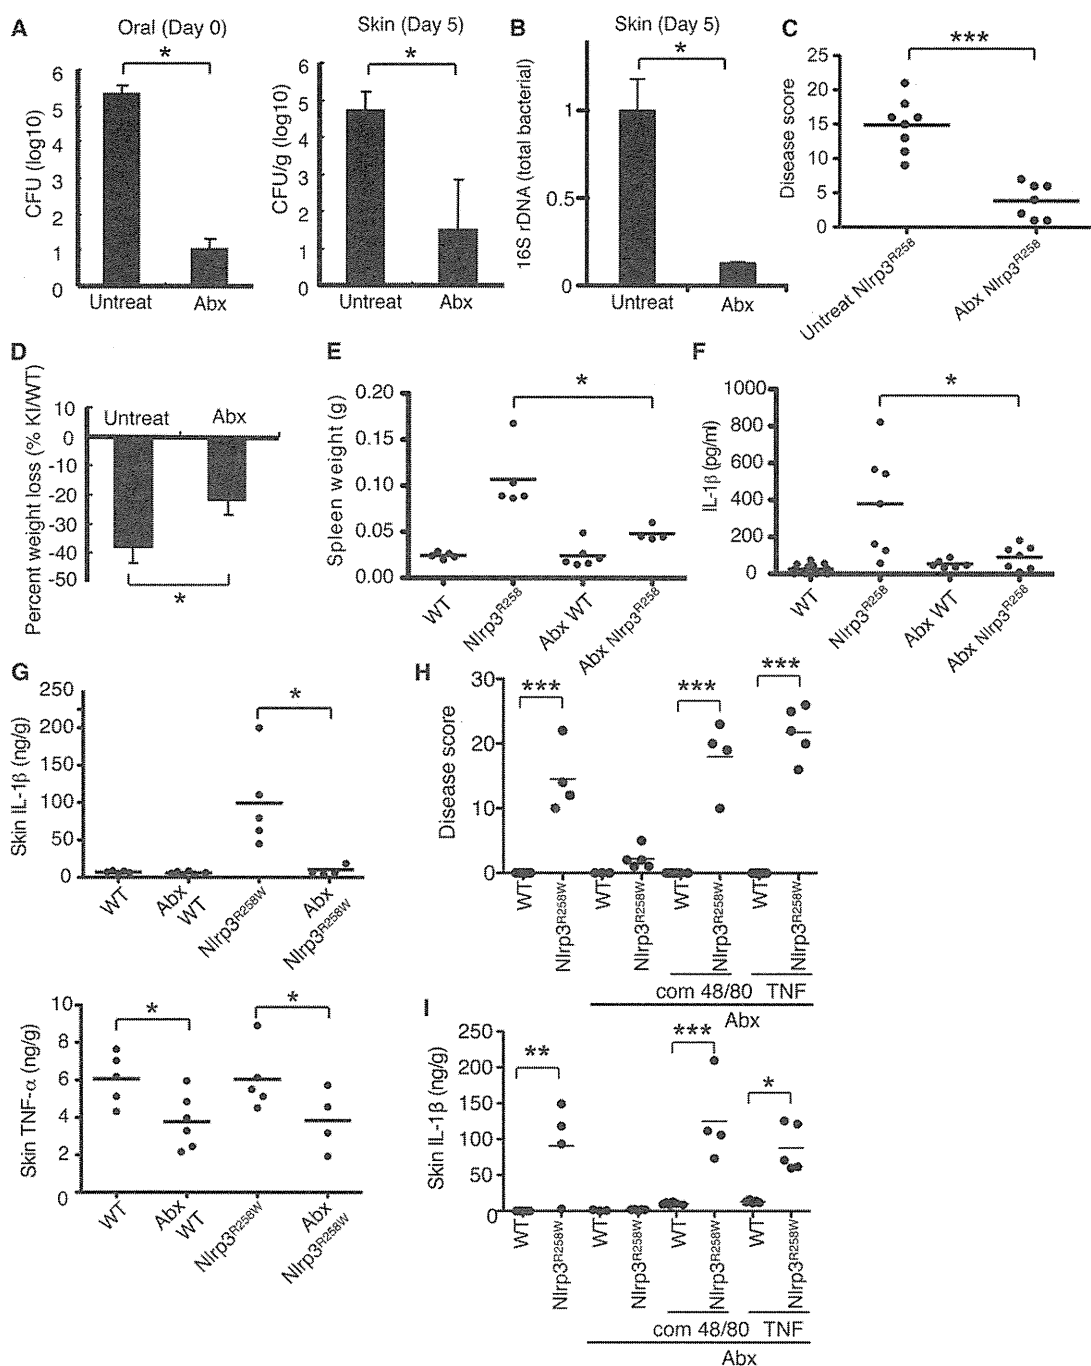 A
Oral (Day 0)
*
CFU (log10)
6
5
4
3
2
1
0
Untreat
Abx
Skin (Day 5)
*
CFU/g (log10)
6
5
4
3
2
1
0
Untreat
Abx
B
Skin (Day 5)
*
16S rDNA (total bacterial)
1
0.5
0
Untreat
Abx
C
***
Disease score
25
20
15
10
5
0
Untreat Nlrp3R258
Abx Nlrp3R258
D
Percent weight loss (% KI/WT)
10
0
-10
-20
-30
-40
-50
Untreat
Abx
*
E
*
Spleen weight (g)
0.20
0.15
0.10
0.05
0.00
WT
Nlrp3R258
Abx WT
Abx Nlrp3R258
F
*
IL-1β (pg/ml)
1000
800
600
400
200
0
WT
Nlrp3R258
Abx WT
Abx Nlrp3R258
G
*
Skin IL-1β (ng/g)
250
200
150
100
50
0
WT
Abx
WT
Nlrp3R258W
Abx
Nlrp3R258W
*
*
Skin TNF-α (ng/g)
10
8
6
4
2
0
WT
Abx
WT
Nlrp3R258W
Abx
Nlrp3R258W
H
***
***
***
Disease score
30
20
10
0
WT
Nlrp3R258W
WT
Nlrp3R258W
WT
Nlrp3R258W
WT
Nlrp3R258W
com 48/80 TNF
Abx
I
**
***
*
Skin IL-1β (ng/g)
250
200
150
100
50
0
WT
Nlrp3R258W
WT
Nlrp3R258W
WT
Nlrp3R258W
WT
Nlrp3R258W
com 48/80 TNF
Abx